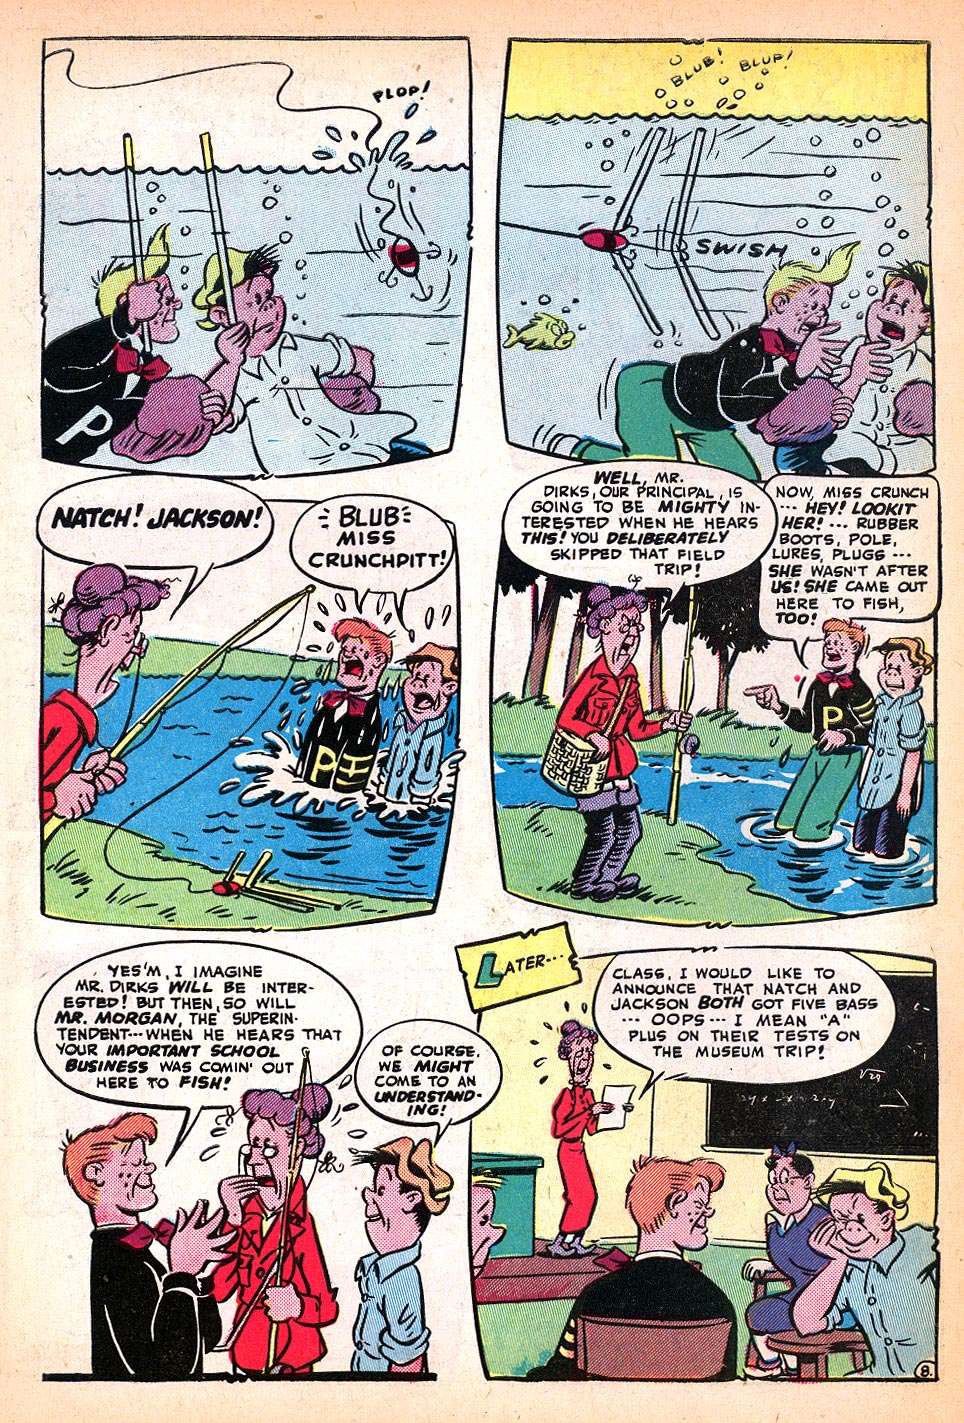 PLOP!
BLUB!
BLUP!
SWISH
P
NATCH! JACKSON!
BLUB
MISS
CRUNCHPITT!
PH
WELL, MR.
DIRKS, OUR PRINCIPAL, IS
GOING TO BE MIGHTY IN-
TERESTED WHEN HE HEARS
THIS! YOU DELIBERATELY
SKIPPED THAT FIELD
TRIP!
NOW, MISS CRUNCH
--- HEY! LOOKIT
HER! --- RUBBER
BOOTS, POLE,
LURES, PLUGS ---
SHE WASN'T AFTER
US! SHE CAME OUT
HERE TO FISH,
TOO!
P
YES'M, I IMAGINE
MR. DIRKS WILL BE INTER-
ESTED! BUT THEN, SO WILL
MR. MORGAN, THE SUPERIN-
TENDENT--- WHEN HE HEARS THAT
YOUR IMPORTANT SCHOOL
BUSINESS WAS COMIN' OUT
HERE TO FISH!
OF COURSE,
WE MIGHT
COME TO AN
UNDERSTAND-
ING!
LATER---
CLASS, I WOULD LIKE TO
ANNOUNCE THAT NATCH AND
JACKSON BOTH GOT FIVE BASS
--- OOPS --- I MEAN "A"
PLUS ON THEIR TESTS ON
THE MUSEUM TRIP!
√29
8.